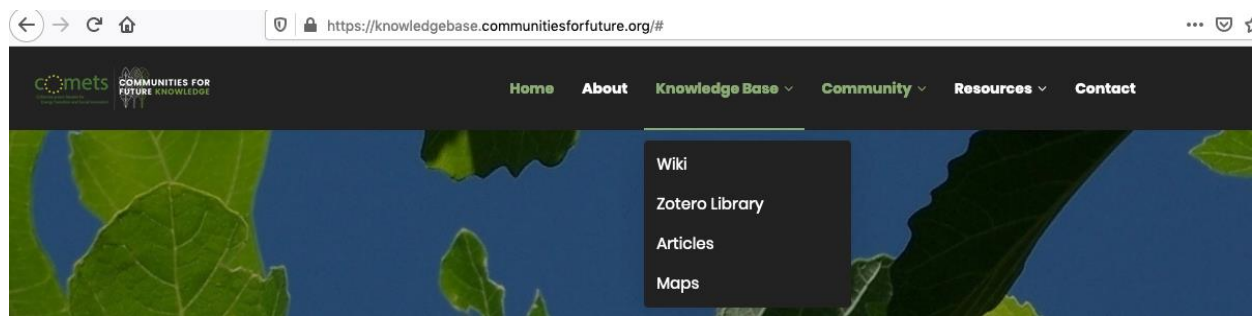 https://knowledgebase.communitiesforfuture.org/#
comets
COMMUNITIES FOR
FUTURE KNOWLEDGE
Home About Knowledge Base Community Resources Contact
Wiki
Zotero Library
Articles
Maps